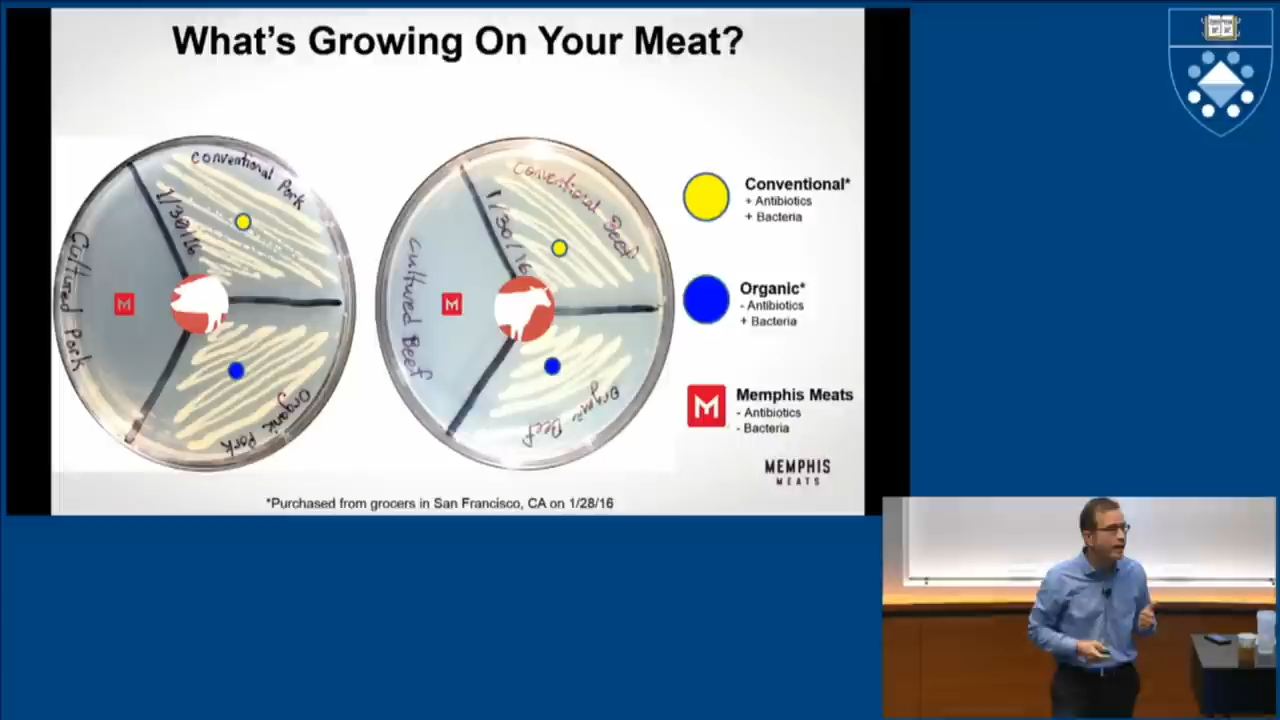 What's Growing On Your Meat?
Conventional Pork
1/30/16
Cultured Pork
M
Organic Pork
Conventional Beef
1/30/16
Cultured Beef
M
Organic Beef
Conventional*
+ Antibiotics
+ Bacteria
Organic*
- Antibiotics
+ Bacteria
M
Memphis Meats
- Antibiotics
- Bacteria
MEMPHIS
MEATS
*Purchased from grocers in San Francisco, CA on 1/28/16